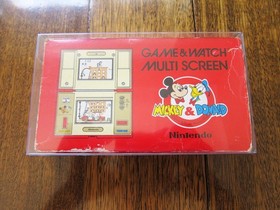 GAME&WATCH
MULTI SCREEN
MICKEY & DONALD
Nintendo